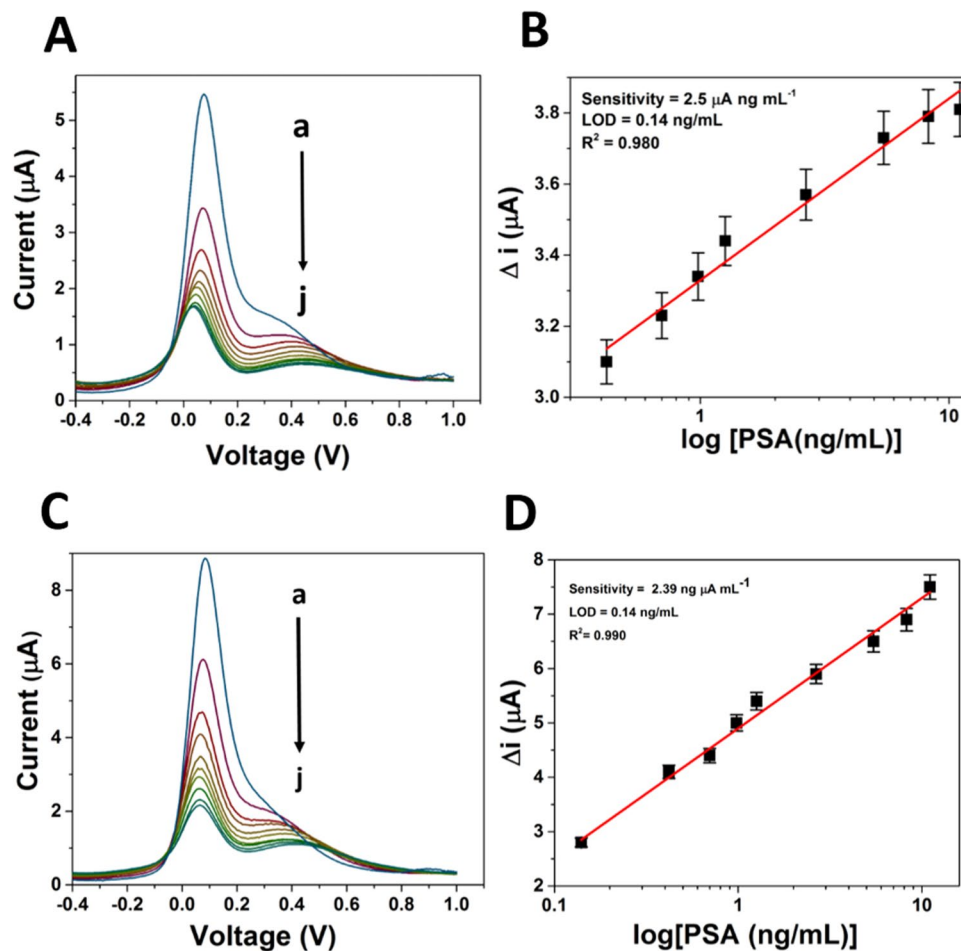 A
Current (μA)
5
4
3
2
1
0
a
j
-0.4 -0.2 0.0 0.2 0.4 0.6 0.8 1.0
Voltage (V)
B
Δ i (μA)
3.8
3.6
3.4
3.2
3.0
Sensitivity = 2.5 μA ng mL⁻¹
LOD = 0.14 ng/mL
R² = 0.980
1 10
log [PSA(ng/mL)]
C
Current (μA)
8
6
4
2
0
a
j
-0.4 -0.2 0.0 0.2 0.4 0.6 0.8 1.0
Voltage (V)
D
Δi (μA)
8
7
6
5
4
3
2
Sensitivity = 2.39 ng μA mL⁻¹
LOD = 0.14 ng/mL
R²= 0.990
0.1 1 10
log[PSA (ng/mL)]